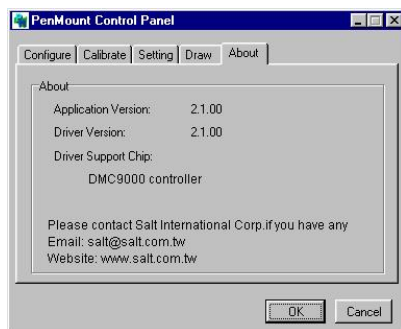 PenMount Control Panel
Configure Calibrate Setting Draw About
About
Application Version: 2.1.00
Driver Version: 2.1.00
Driver Support Chip:
DMC9000 controller
Please contact Salt International Corp.if you have any
Email: salt@salt.com.tw
Website: www.salt.com.tw
OK Cancel